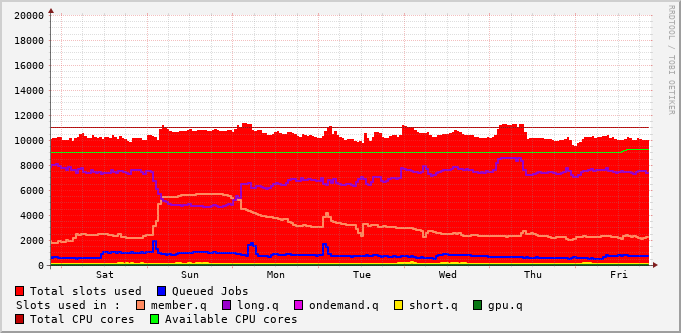 20000
18000
16000
14000
12000
10000
8000
6000
4000
2000
0
Sat Sun Mon Tue Wed Thu Fri
RRDTOOL / TOBI OETIKER
Total slots used Queued Jobs
Slots used in : member.q long.q ondemand.q short.q gpu.q
Total CPU cores Available CPU cores